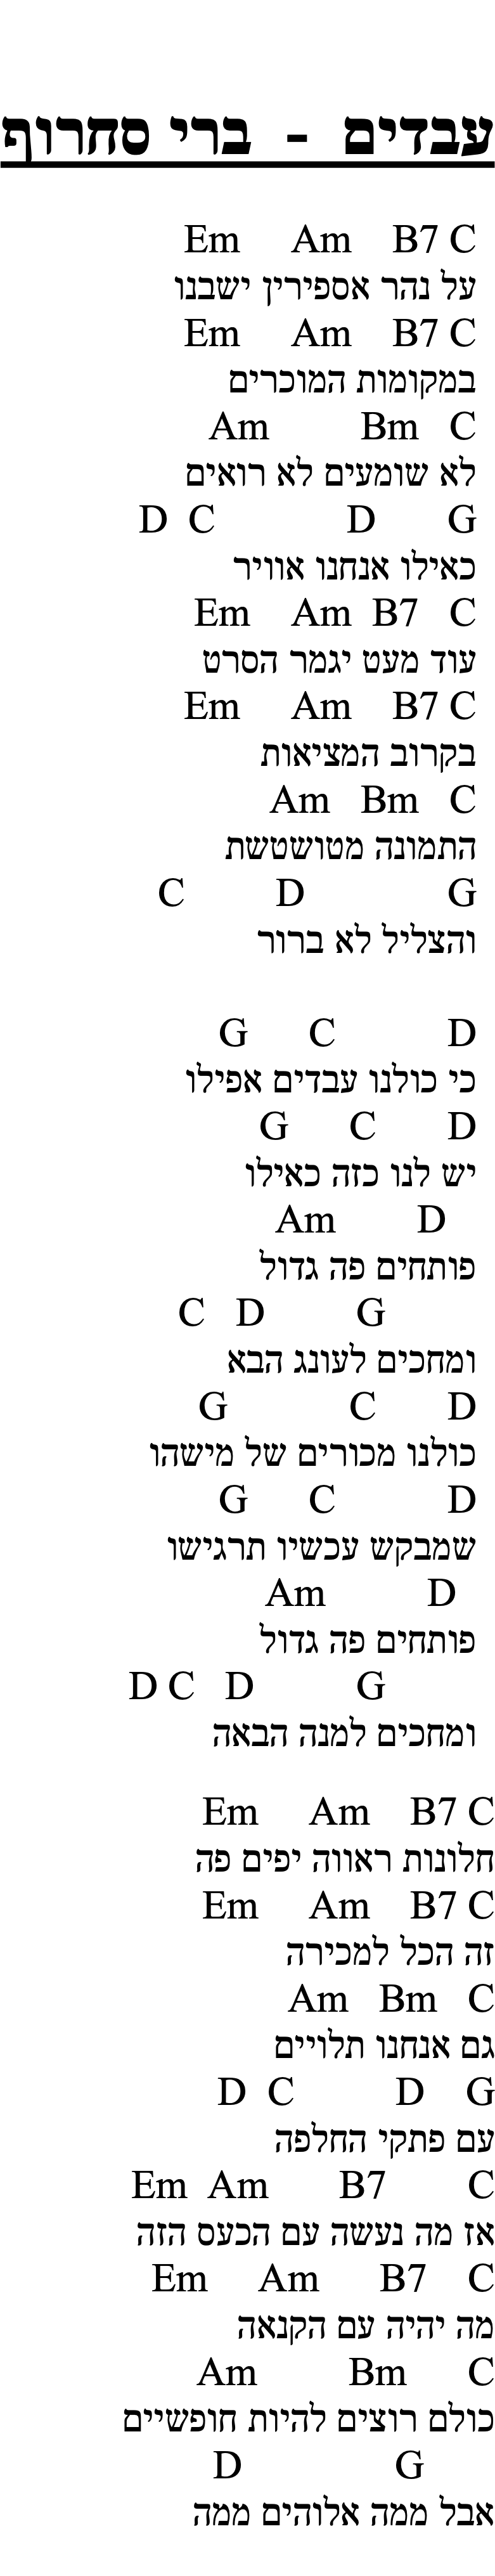 עבדים - ברי סחרוף
Em Am B7 C
על נהר אספירין ישבנו
Em Am B7 C
במקומות המוכרים
Am Bm C
לא שומעים לא רואים
D C D G
כאילו אנחנו אוויר
Em Am B7 C
עוד מעט יגמר הסרט
Em Am B7 C
בקרוב המציאות
Am Bm C
התמונה מטושטשת
C D G
והצליל לא ברור
G C D
כי כולנו עבדים אפילו
G C D
יש לנו כזה כאילו
Am D
פותחים פה גדול
C D G
ומחכים לעונג הבא
G C D
כולנו מכורים של מישהו
G C D
שמבקש עכשיו תרגישו
Am D
פותחים פה גדול
D C D G
ומחכים למנה הבאה
Em Am B7 C
חלונות ראווה יפים פה
Em Am B7 C
זה הכל למכירה
Am Bm C
גם אנחנו תלויים
D C D G
עם פתקי החלפה
Em Am B7 C
אז מה נעשה עם הכעס הזה
Em Am B7 C
מה יהיה עם הקנאה
Am Bm C
כולם רוצים להיות חופשיים
D G
אבל ממה אלוהים ממה